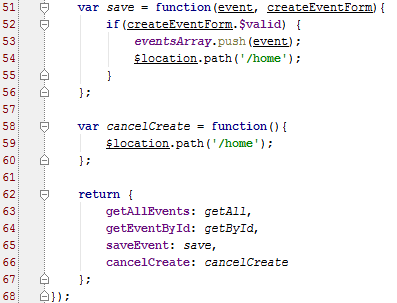 51 var save = function(event, createEventForm){
52 if(createEventForm.$valid) {
53 eventsArray.push(event);
54 $location.path('/home');
55 }
56 };
57
58 var cancelCreate = function(){
59 $location.path('/home');
60 };
61
62 return {
63 getAllEvents: getAll,
64 getEventById: getById,
65 saveEvent: save,
66 cancelCreate: cancelCreate
67 };
68 });